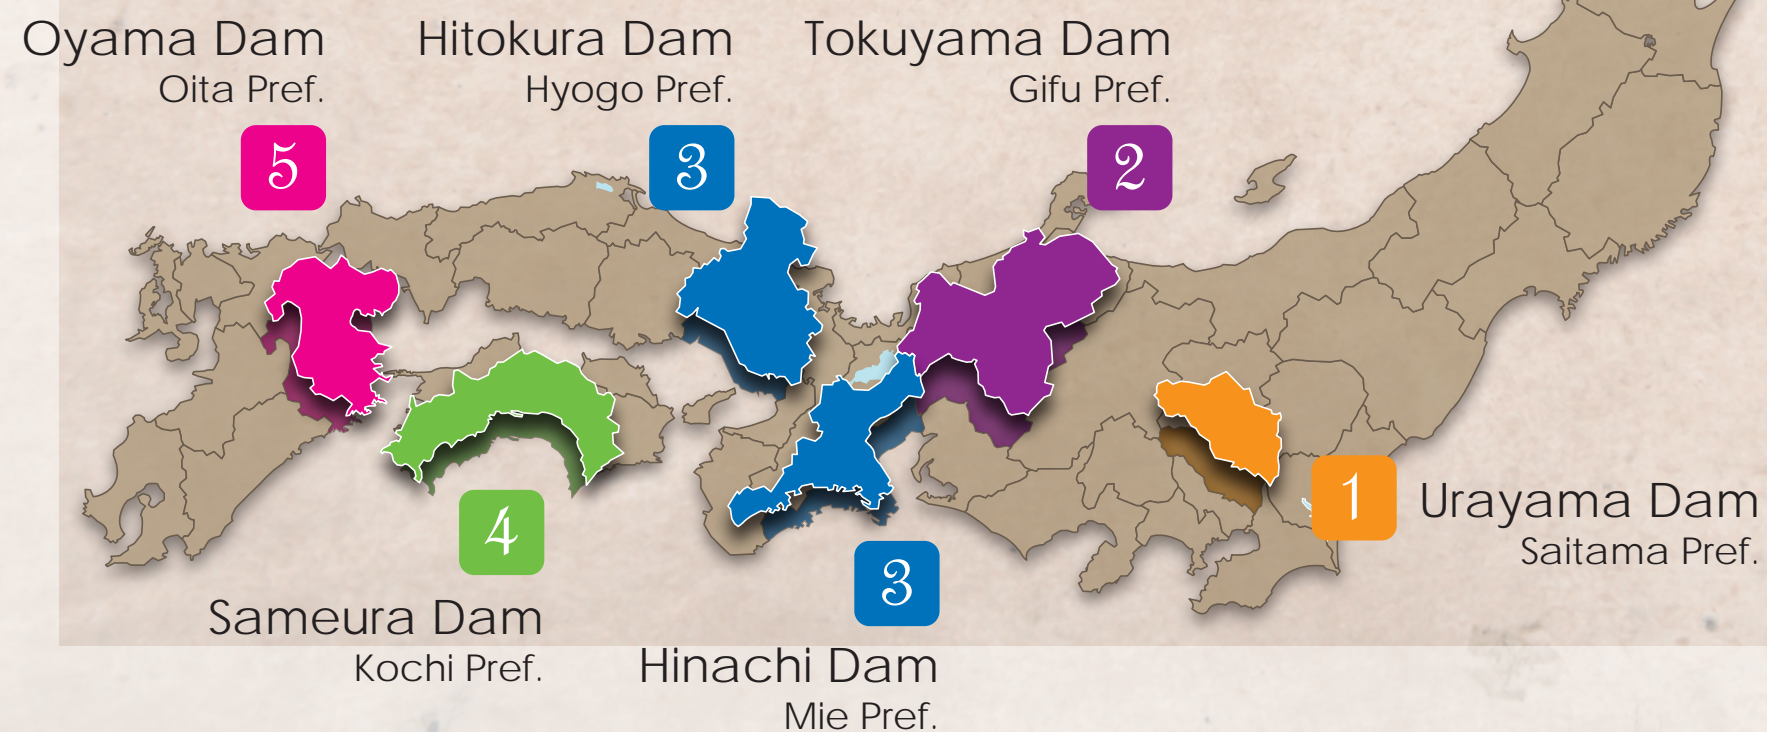 Oyama Dam
Oita Pref.
5
Hitokura Dam
Hyogo Pref.
3
Tokuyama Dam
Gifu Pref.
2
4
Sameura Dam
Kochi Pref.
3
Hinachi Dam
Mie Pref.
1
Urayama Dam
Saitama Pref.